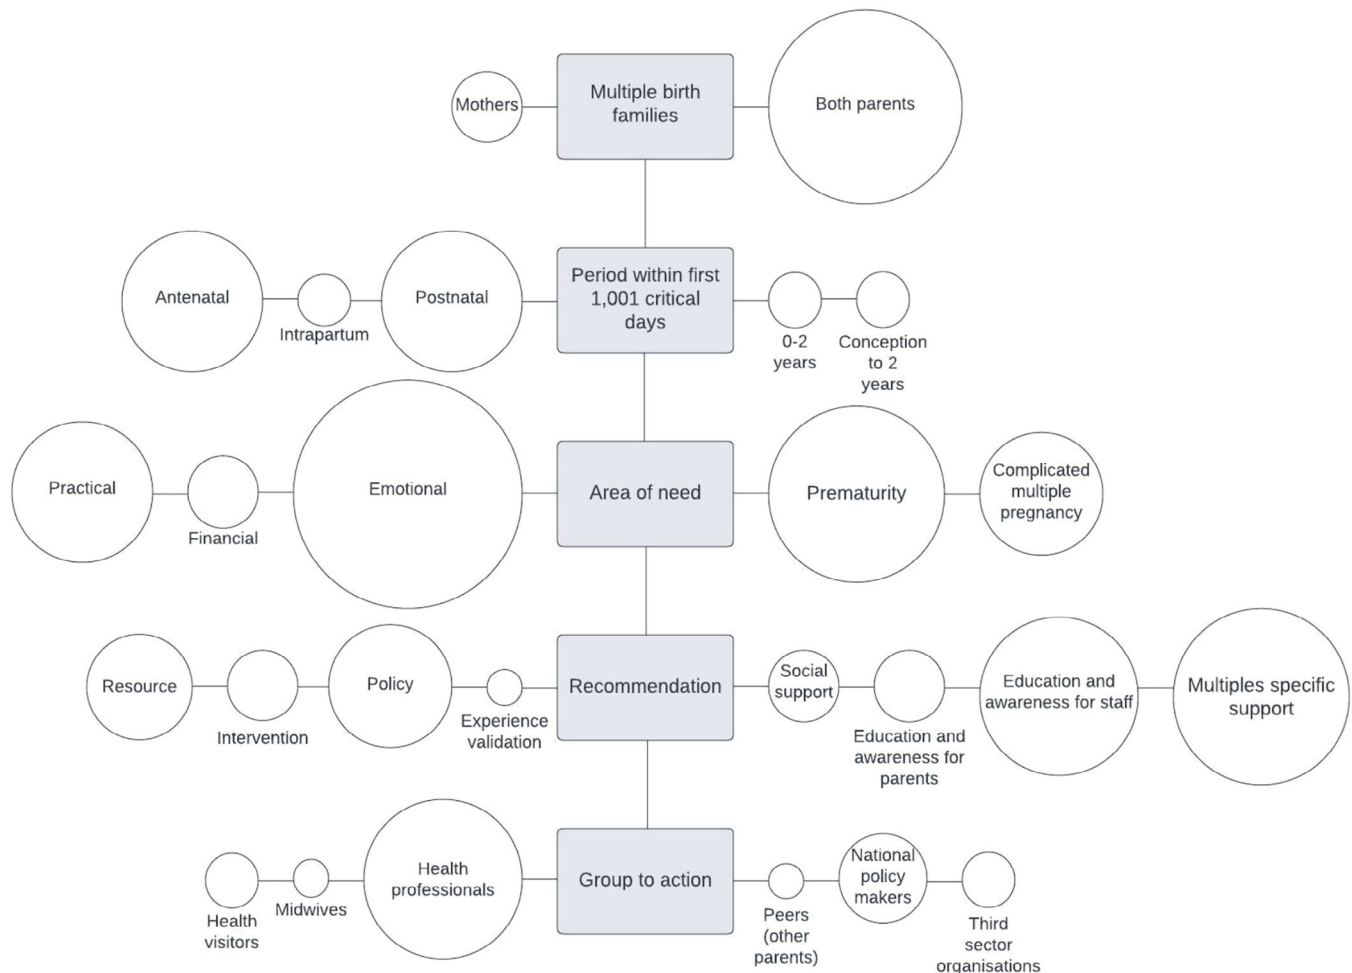 Mothers
Multiple birth
families
Both parents
Antenatal
Intrapartum
Postnatal
Period within first
1,001 critical
days
0-2
years
Conception
to 2
years
Practical
Financial
Emotional
Area of need
Prematurity
Complicated
multiple
pregnancy
Resource
Intervention
Policy
Experience
validation
Recommendation
Social
support
Education and
awareness for
parents
Education and
awareness for staff
Multiples specific
support
Health
visitors
Midwives
Health
professionals
Group to action
Peers
(other
parents)
National
policy
makers
Third
sector
organisations